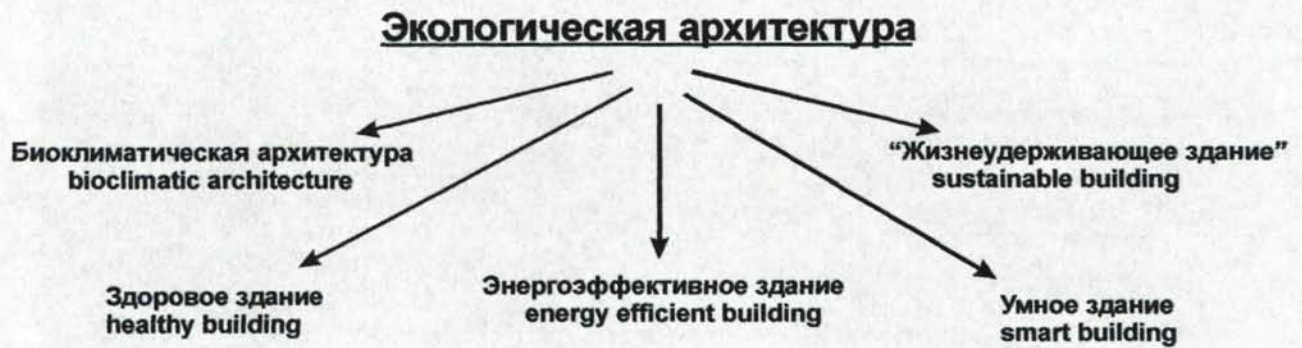 Экологическая архитектура
Биоклиматическая архитектура
bioclimatic architecture
“Жизнеудерживающее здание”
sustainable building
Здоровое здание
healthy building
Энергоэффективное здание
energy efficient building
Умное здание
smart building